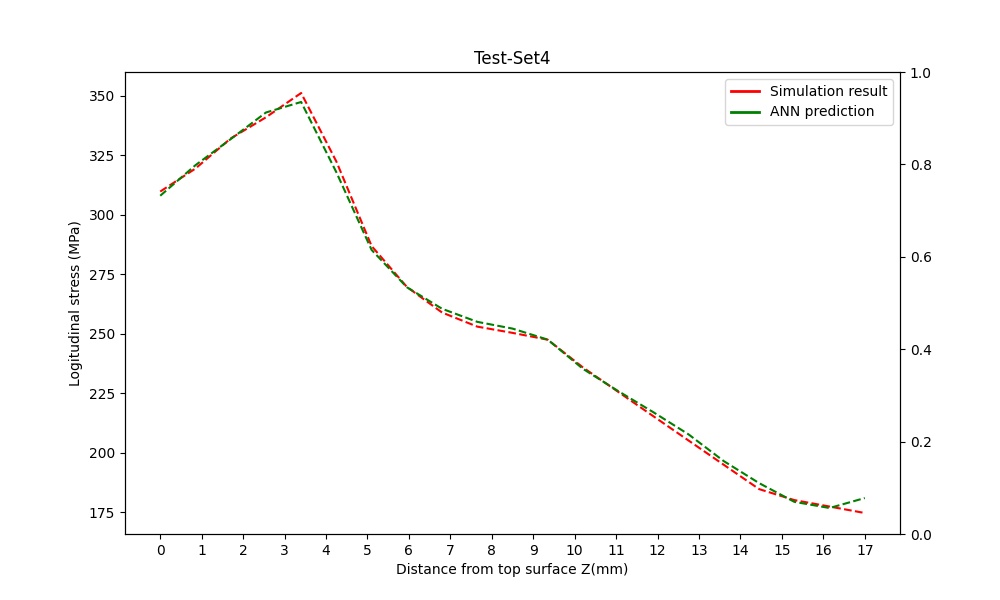 Test-Set4
Simulation result
ANN prediction
Logitudinal stress (MPa)
350
325
300
275
250
225
200
175
1.0
0.8
0.6
0.4
0.2
0.0
0 1 2 3 4 5 6 7 8 9 10 11 12 13 14 15 16 17
Distance from top surface Z(mm)